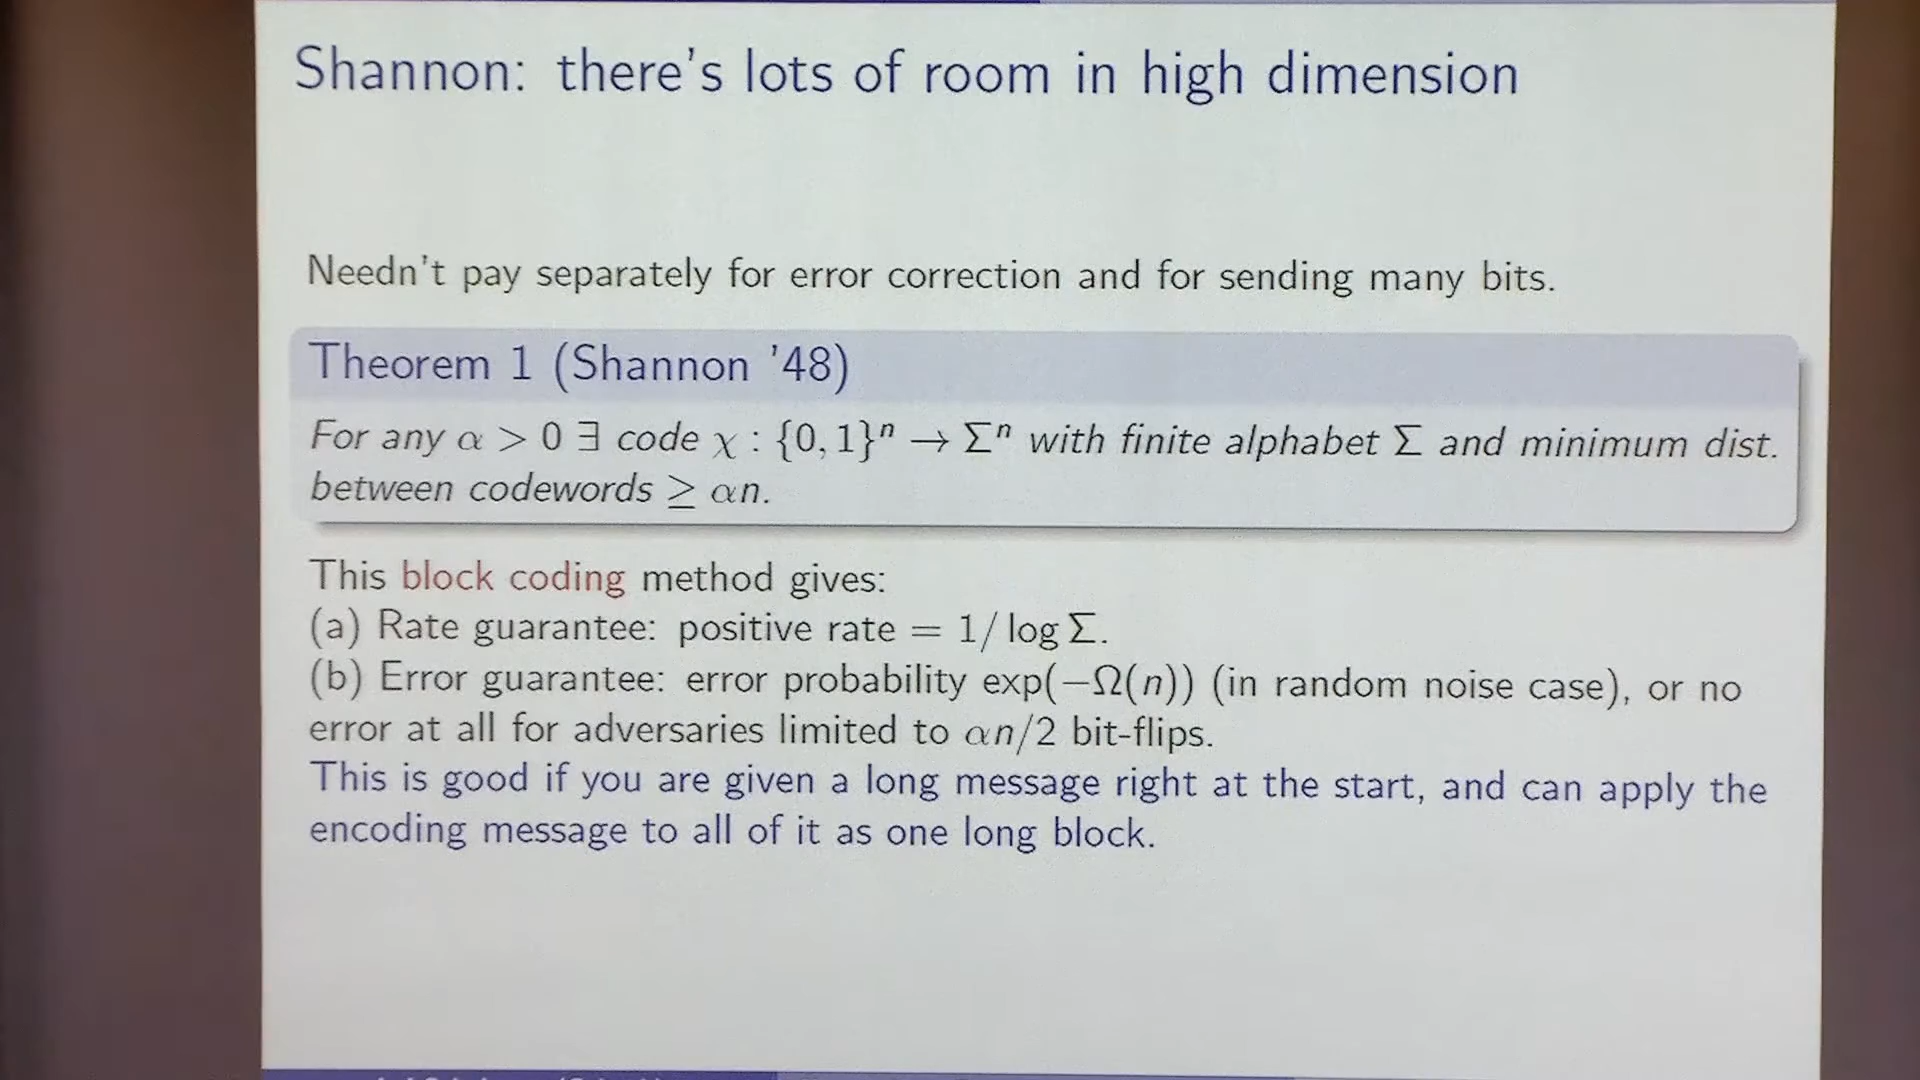 Shannon: there's lots of room in high dimension
Needn't pay separately for error correction and for sending many bits.
Theorem 1 (Shannon '48)
For any α > 0 ∃ code χ : {0, 1}ⁿ → Σⁿ with finite alphabet Σ and minimum dist.
between codewords ≥ αn.
This block coding method gives:
(a) Rate guarantee: positive rate = 1/ log Σ.
(b) Error guarantee: error probability exp(−Ω(n)) (in random noise case), or no
error at all for adversaries limited to αn/2 bit-flips.
This is good if you are given a long message right at the start, and can apply the
encoding message to all of it as one long block.